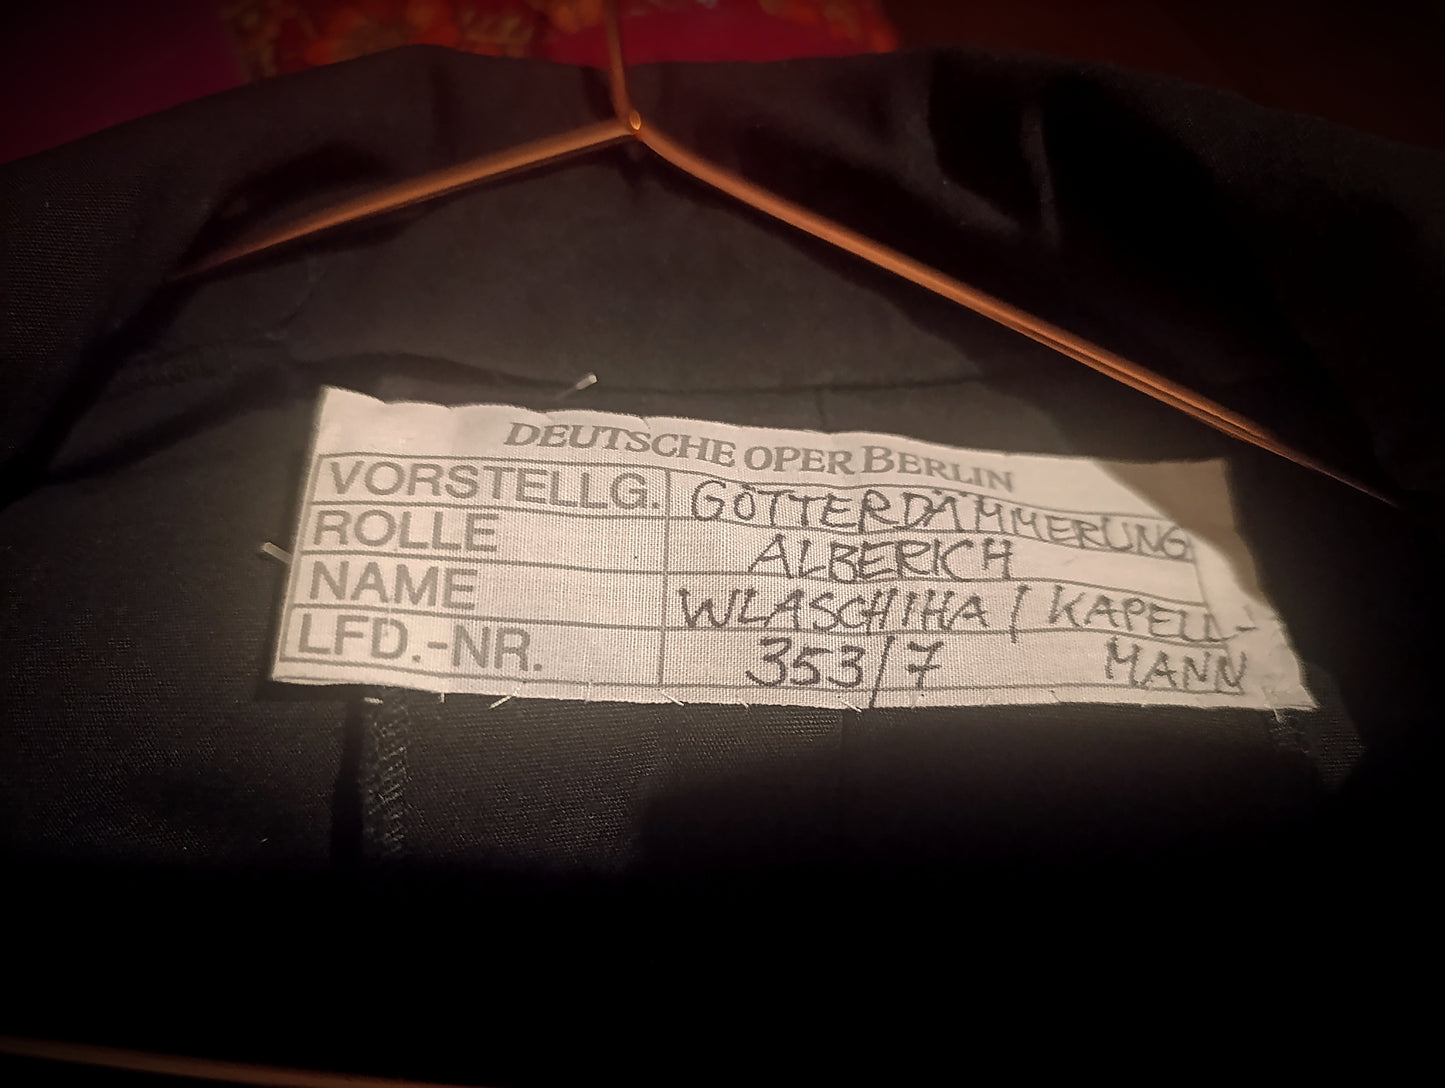 DEUTSCHE OPER BERLIN
VORSTELLG. GÖTTERDÄMMERUNG
ROLLE ALBERICH
NAME WLASCHIHA / KAPELL-
LFD.-NR. 353/7 MANN